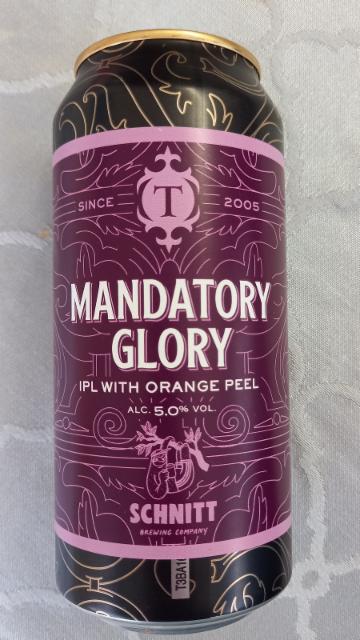 T
SINCE 2005
MANDATORY
GLORY
IPL WITH ORANGE PEEL
ALC. 5.0% VOL.
SCHNITT
BREWING COMPANY